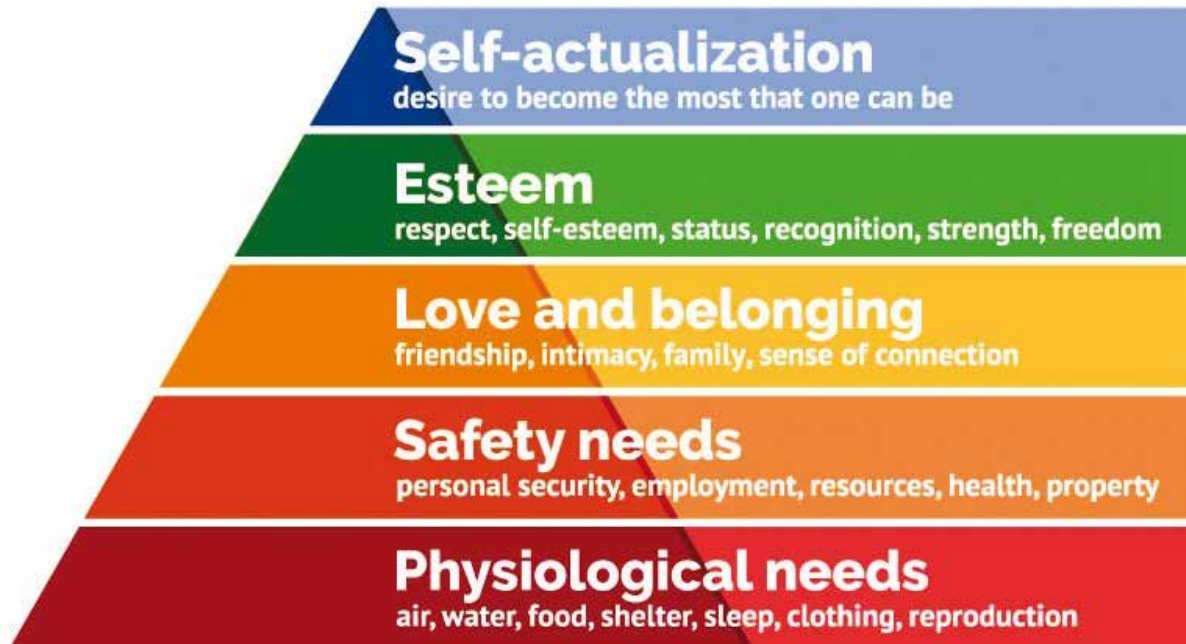 Self-actualization
desire to become the most that one can be
Esteem
respect, self-esteem, status, recognition, strength, freedom
Love and belonging
friendship, intimacy, family, sense of connection
Safety needs
personal security, employment, resources, health, property
Physiological needs
air, water, food, shelter, sleep, clothing, reproduction